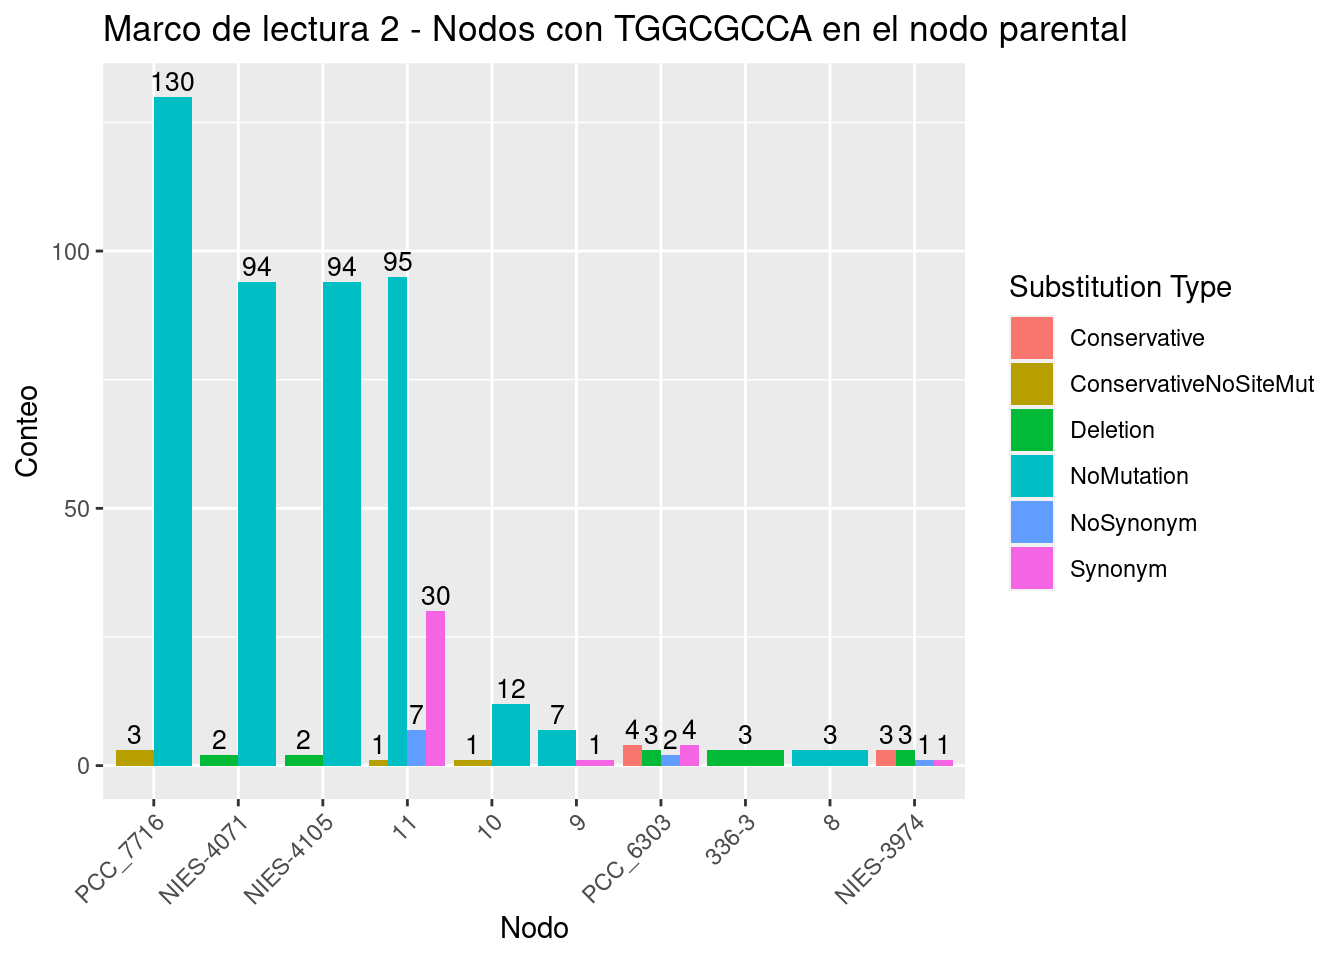 Marco de lectura 2 - Nodos con TGGCGCCA en el nodo parental
130
94
94
95
30
3
2
2
1
7
1
12
7
1
4
3
2
4
3
3
3
3
1
1
100
50
0
Conteo
PCC_7716
NIES-4071
NIES-4105
11
10
9
PCC_6303
336-3
8
NIES-3974
Nodo
Substitution Type
Conservative
ConservativeNoSiteMut
Deletion
NoMutation
NoSynonym
Synonym